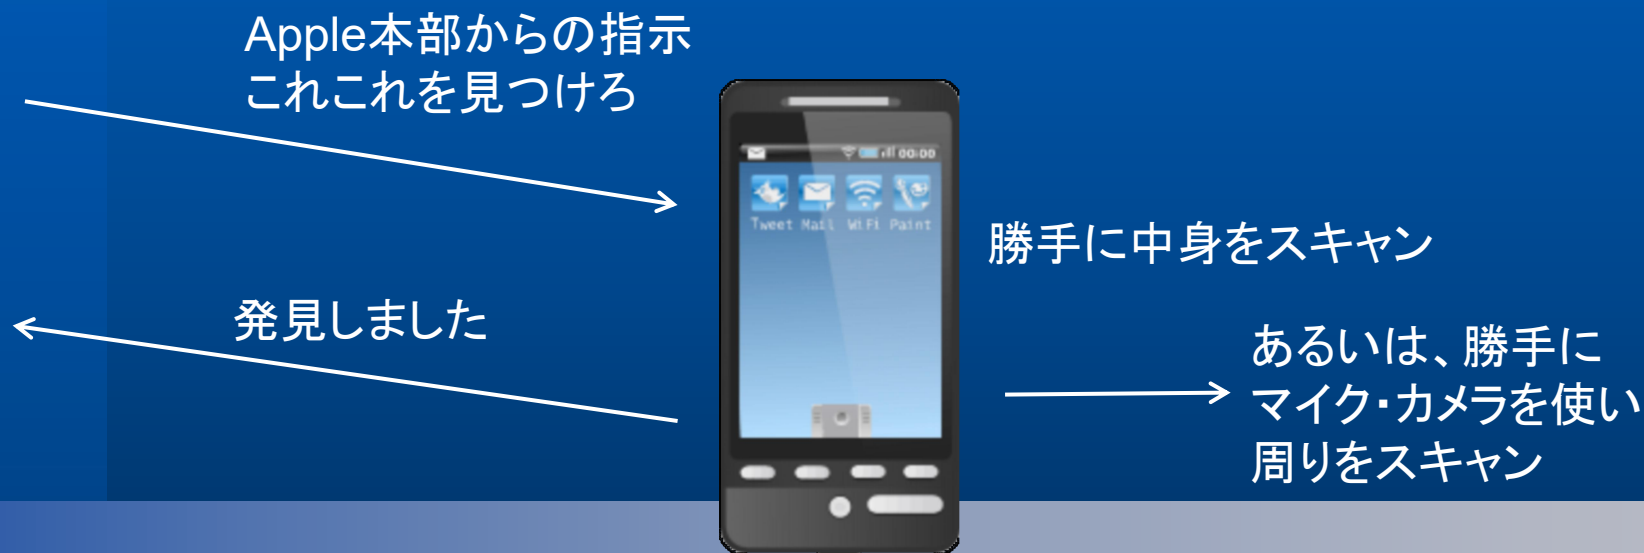 Apple本部からの指示
これこれを見つけろ
00:00
Tweet Mail WiFi Paint
勝手に中身をスキャン
発見しました
あるいは、勝手に
マイク・カメラを使い
周りをスキャン